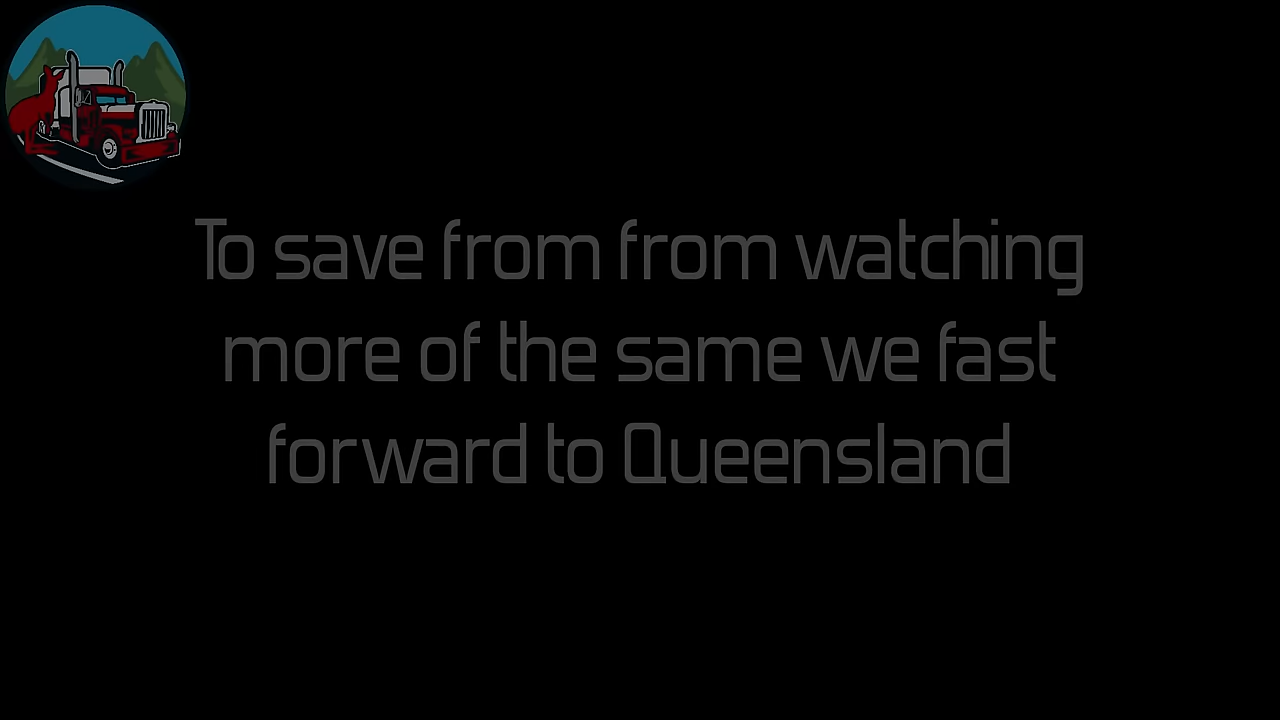 To save from from watching
more of the same we fast
forward to Queensland